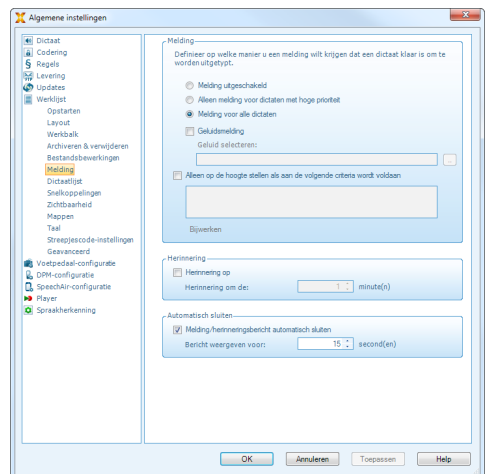 Algemene instellingen
Dictaat
Codering
Regels
Levering
Updates
Werklijst
Opstarten
Layout
Werkbalk
Archiveren & verwijderen
Bestandsbewerkingen
Melding
Dictaatlijst
Snelkoppelingen
Zichtbaarheid
Mappen
Taal
Streepjescode-instellingen
Geavanceerd
Voetpedaal-configuratie
DPM-configuratie
SpeechAir-configuratie
Player
Spraakherkenning
Melding
Definieer op welke manier u een melding wilt krijgen dat een dictaat klaar is om te
worden uitgetypt.
Melding uitgeschakeld
Alleen melding voor dictaten met hoge prioriteit
Melding voor alle dictaten
Geluidsmelding
Geluid selecteren:
...
Alleen op de hoogte stellen als aan de volgende criteria wordt voldaan
Bijwerken
Herinnering
Herinnering op
Herinnering om de: 1 minute(n)
Automatisch sluiten
Melding/herinneringsbericht automatisch sluiten
Bericht weergeven voor: 15 second(en)
OK Annuleren Toepassen Help